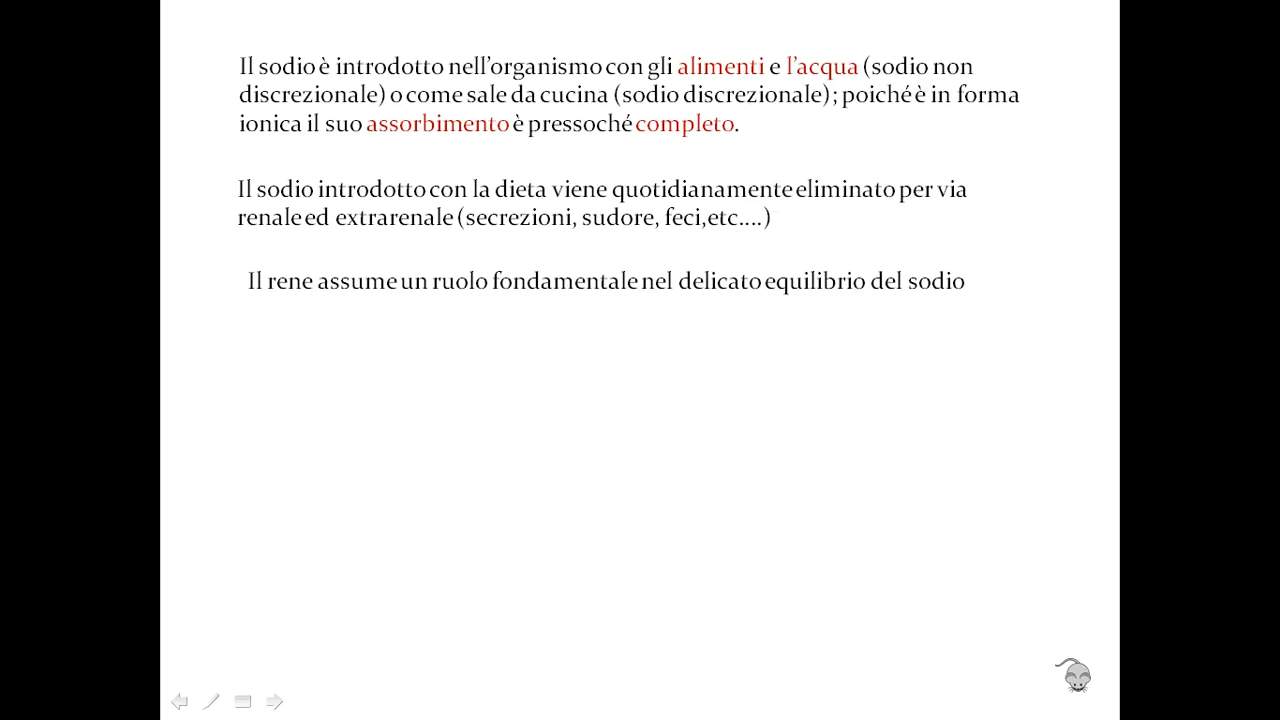 Il sodio è introdotto nell'organismo con gli alimenti e l'acqua (sodio non
discrezionale) o come sale da cucina (sodio discrezionale); poiché è in forma
ionica il suo assorbimento è pressoché completo.
Il sodio introdotto con la dieta viene quotidianamente eliminato per via
renale ed extrarenale (secrezioni, sudore, feci,etc....)
Il rene assume un ruolo fondamentale nel delicato equilibrio del sodio